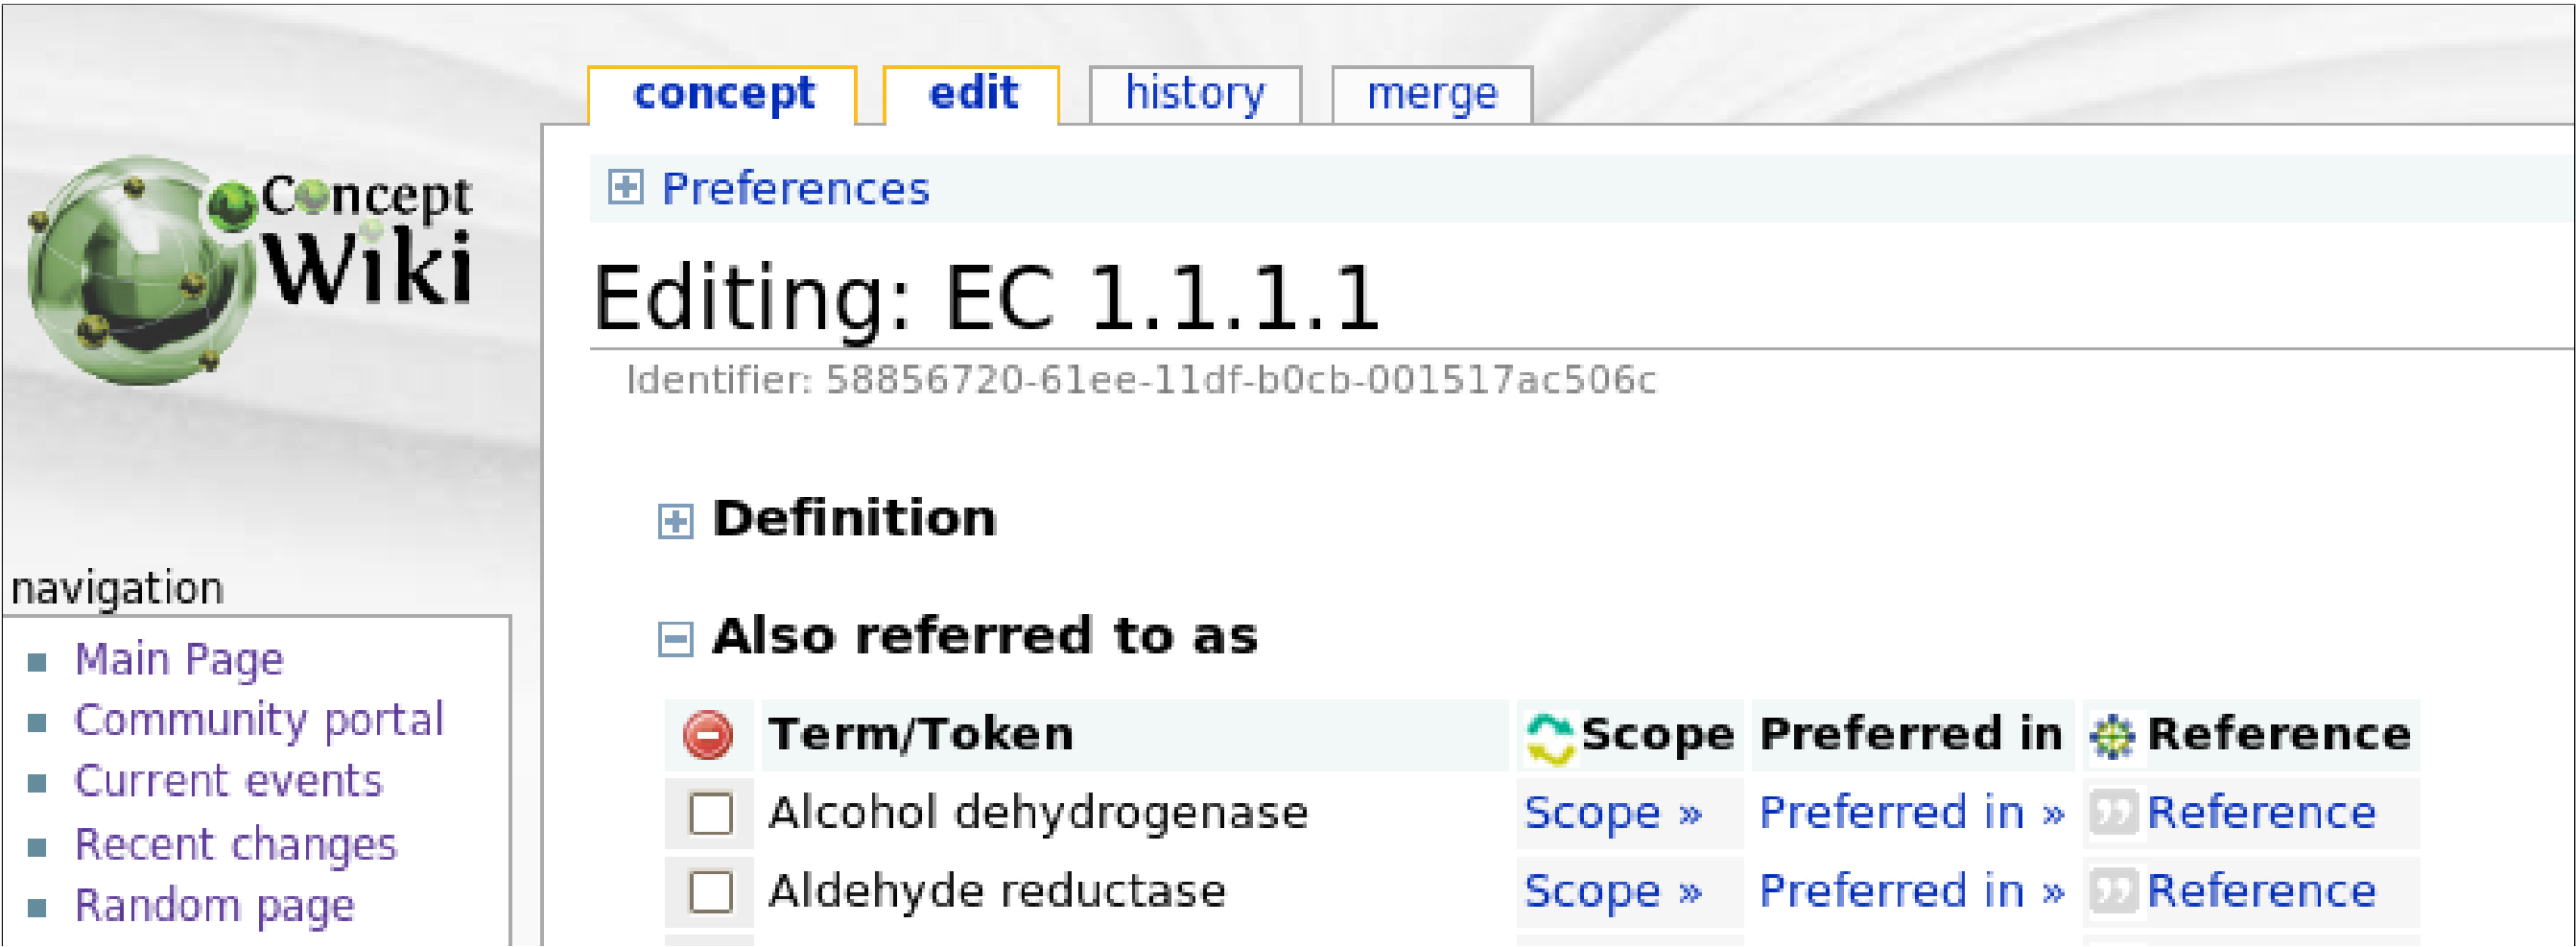 concept edit history merge
Concept
Wiki
Preferences
Editing: EC 1.1.1.1
Identifier: 58856720-61ee-11df-b0cb-001517ac506c
Definition
navigation
Also referred to as
Main Page
Community portal
Current events
Recent changes
Random page
Term/Token Scope Preferred in Reference
Alcohol dehydrogenase Scope » Preferred in » Reference
Aldehyde reductase Scope » Preferred in » Reference